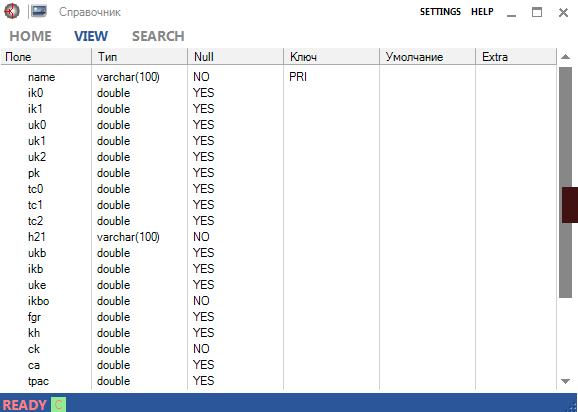 Справочник SETTINGS HELP
HOME VIEW SEARCH
Поле Тип Null Ключ Умолчание Extra
name varchar(100) NO PRI
ik0 double YES
ik1 double YES
uk0 double YES
uk1 double YES
uk2 double YES
pk double YES
tc0 double YES
tc1 double YES
tc2 double YES
h21 varchar(100) NO
ukb double YES
ikb double YES
uke double YES
ikbo double NO
fgr double YES
kh double YES
ck double NO
ca double YES
tpac double YES
READY C